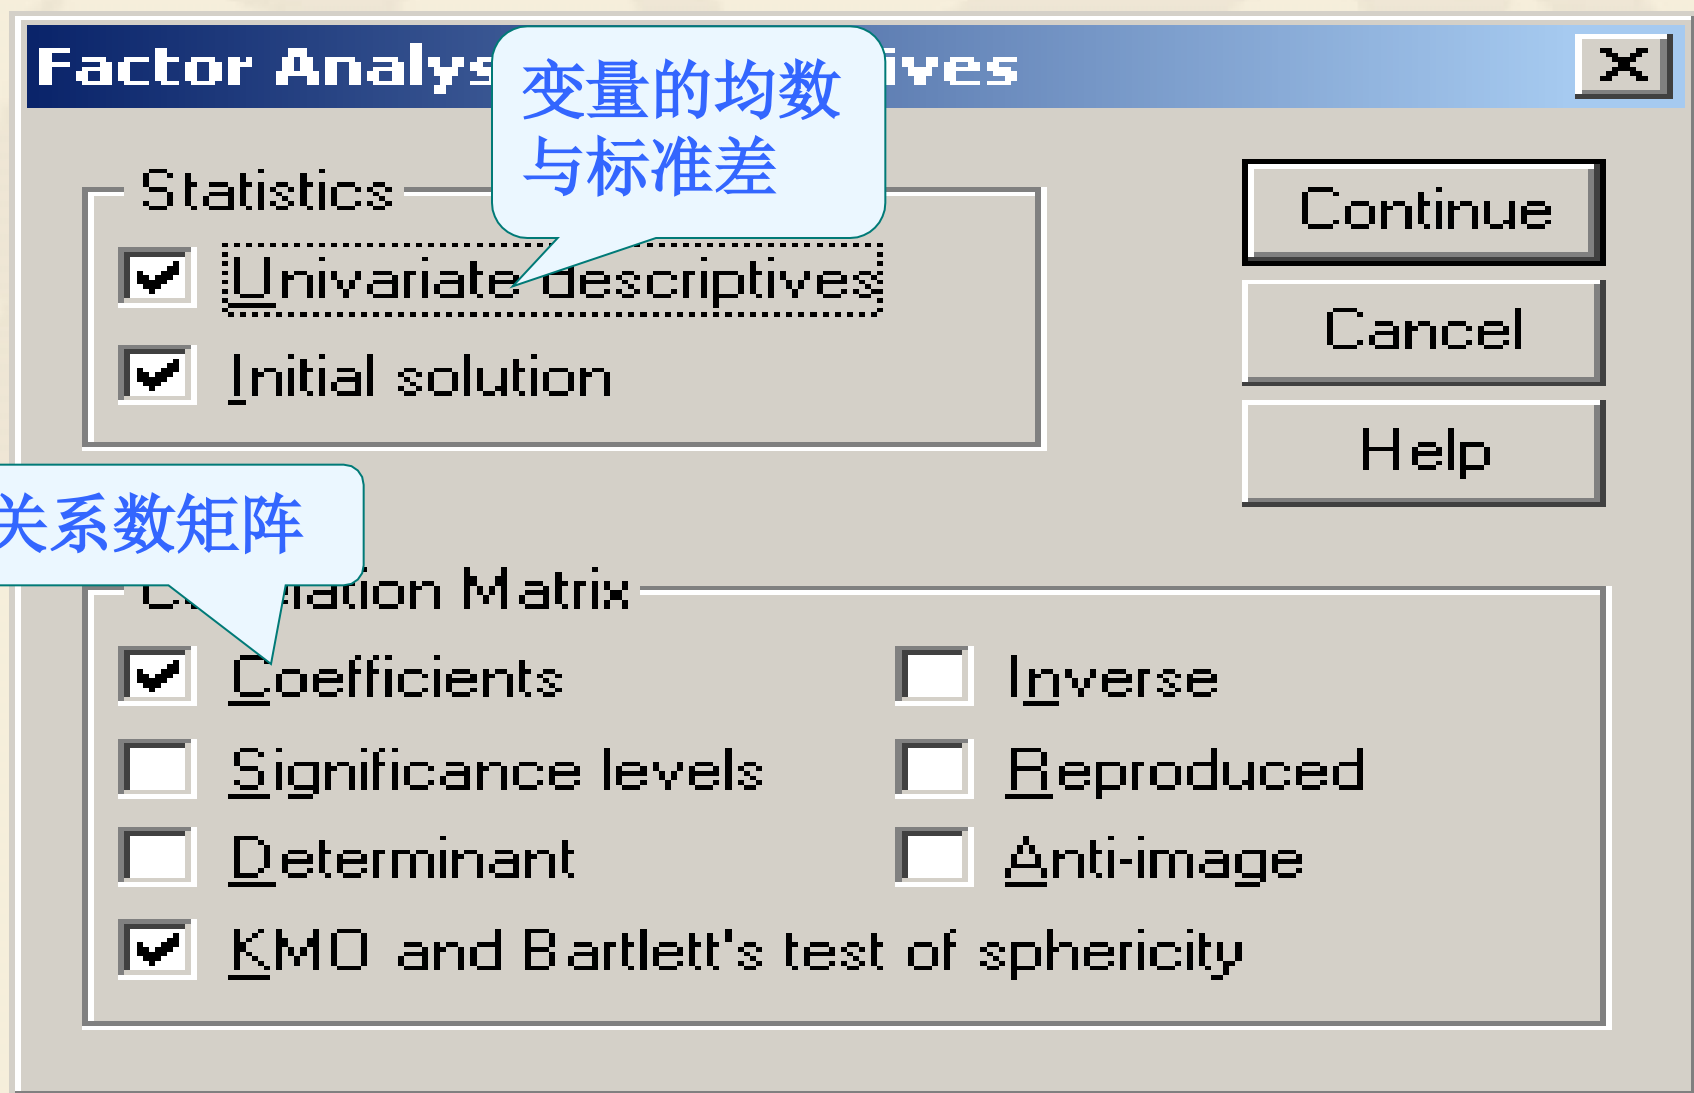 Factor Analys ives
变量的均数
与标准差
Statistics
Univariate descriptives
Initial solution
Continue
Cancel
Help
关系数矩阵
lation Matrix
Coefficients
Significance levels
Determinant
KMO and Bartlett's test of sphericity
Inverse
Reproduced
Anti-image